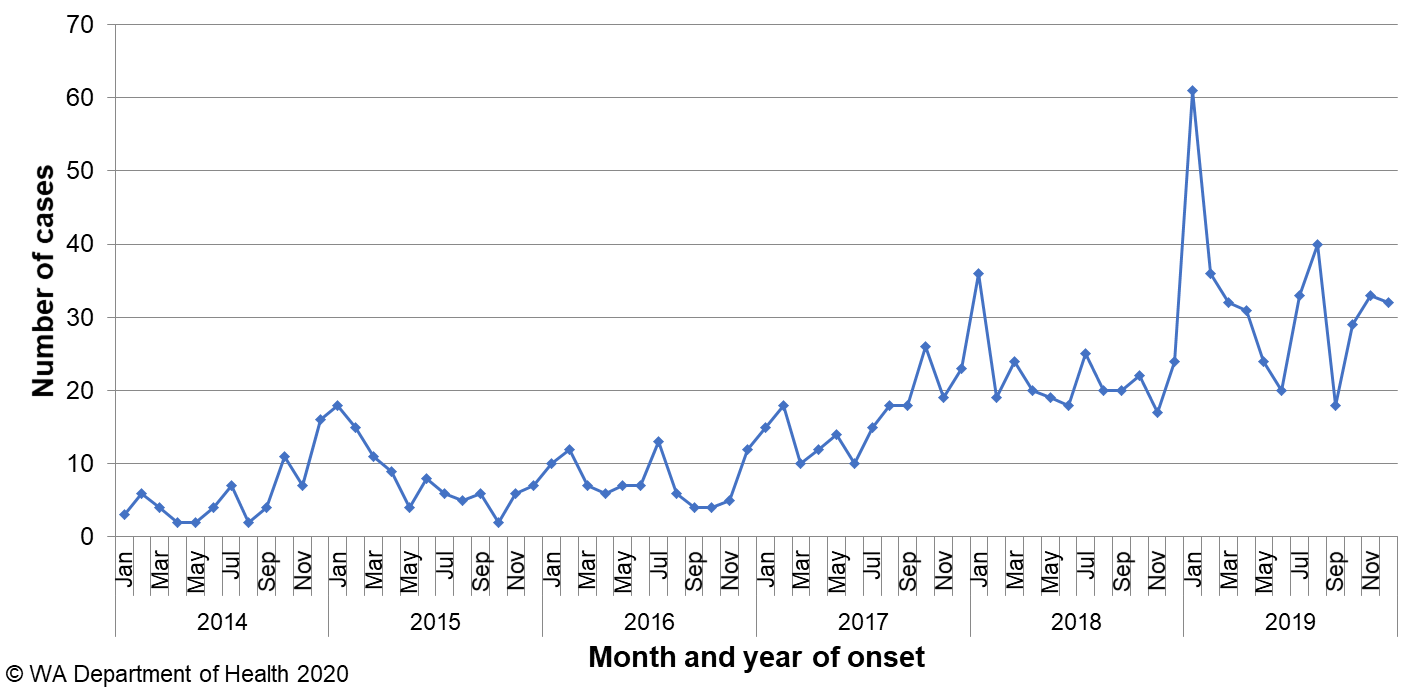 70
60
50
40
30
20
10
0
Number of cases
Jan Mar May Jul Sep Nov Jan Mar May Jul Sep Nov Jan Mar May Jul Sep Nov Jan Mar May Jul Sep Nov Jan Mar May Jul Sep Nov Jan Mar May Jul Sep Nov
2014 2015 2016 2017 2018 2019
Month and year of onset
© WA Department of Health 2020